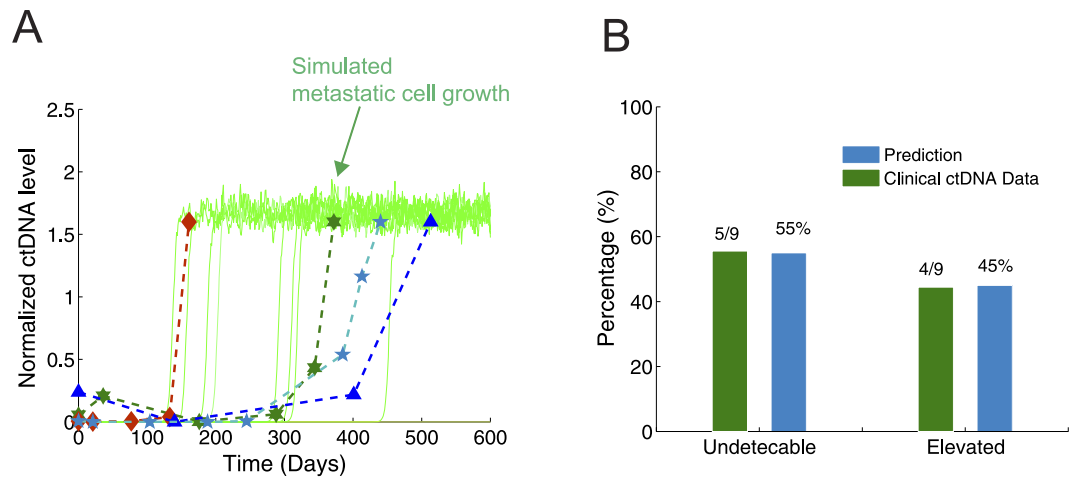 A
Simulated
metastatic cell growth
2.5
2
1.5
1
0.5
0
Normalized ctDNA level
0 100 200 300 400 500 600
Time (Days)
B
100
80
60
40
20
0
Percentage (%)
Prediction
Clinical ctDNA Data
5/9 55%
4/9 45%
Undetecable Elevated